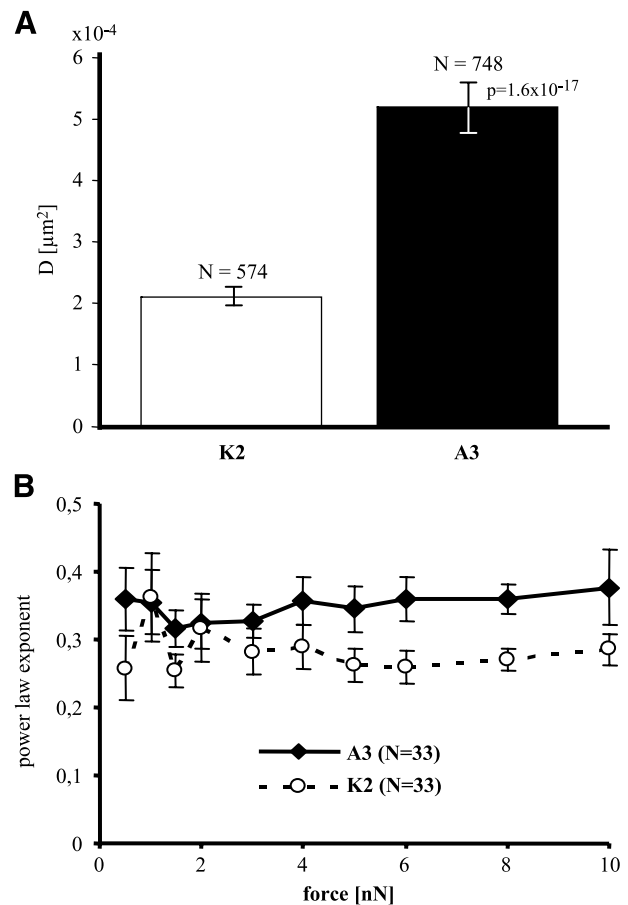 A
x10-4
6
N = 748
p=1.6x10-17
5
4
D [µm2]
3
N = 574
2
1
0
K2
A3
B
0,5
0,4
0,3
power law exponent
0,2
A3 (N=33)
0,1
K2 (N=33)
0
0
2
4
6
8
10
force [nN]